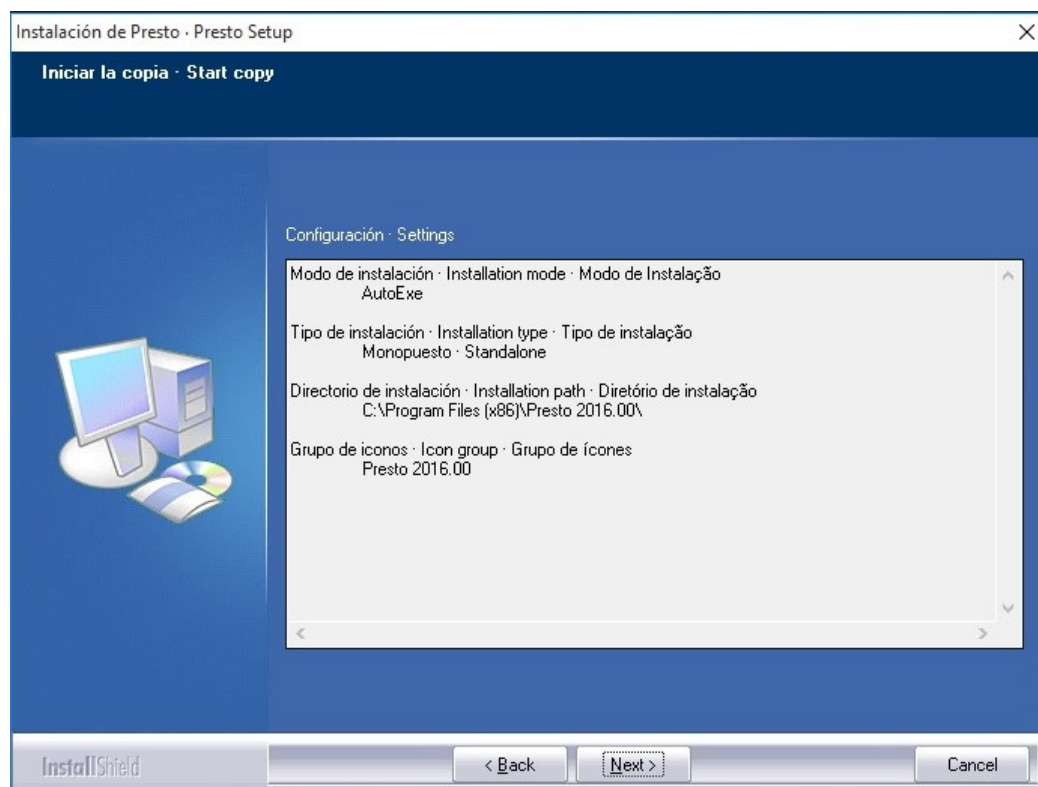 Instalación de Presto · Presto Setup
Iniciar la copia · Start copy
Configuración · Settings
Modo de instalación · Installation mode · Modo de Instalação
AutoExe
Tipo de instalación · Installation type · Tipo de instalação
Monopuesto · Standalone
Directorio de instalación · Installation path · Diretório de instalação
C:\Program Files (x86)\Presto 2016.00\
Grupo de iconos · Icon group · Grupo de ícones
Presto 2016.00
InstallShield
< Back
Next >
Cancel